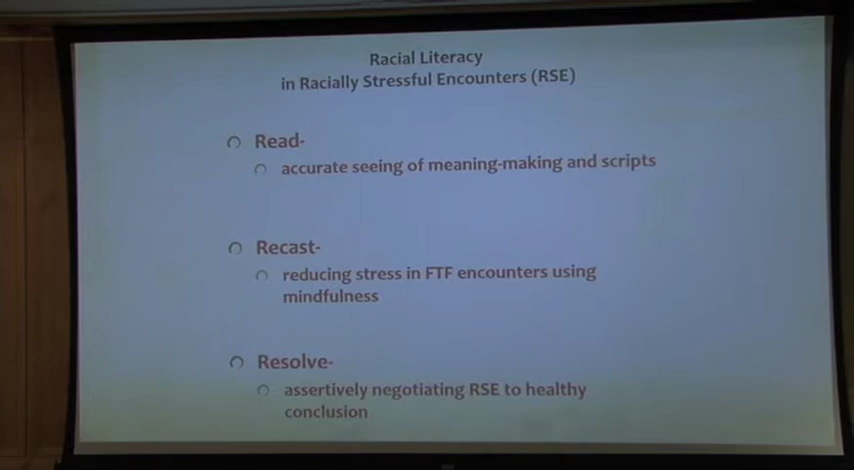 Racial Literacy
in Racially Stressful Encounters (RSE)
Read-
accurate seeing of meaning-making and scripts
Recast-
reducing stress in FTF encounters using
mindfulness
Resolve-
assertively negotiating RSE to healthy
conclusion